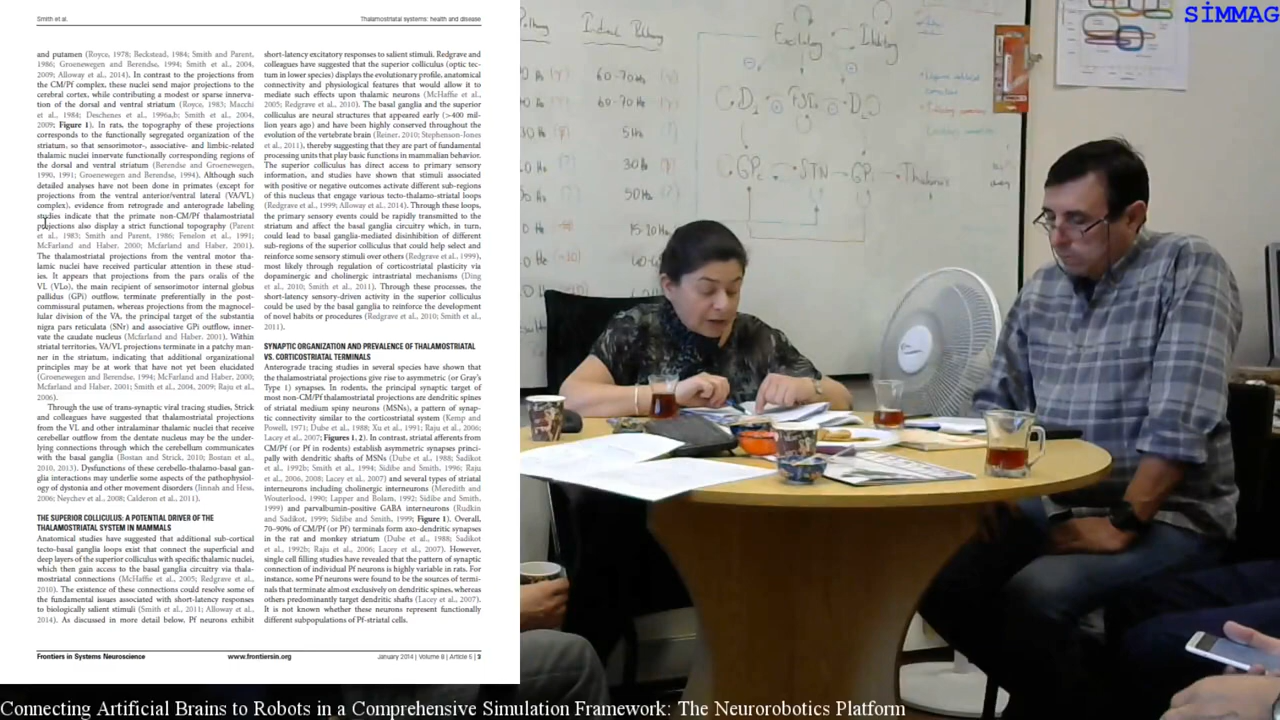 Smith et al.
Thalamostriatal systems: health and disease
and putamen (Royce, 1978; Beckstead, 1984; Smith and Parent,
1986; Groenewegen and Berendse, 1994; Smith et al., 2004,
2009; Alloway et al., 2014). In contrast to the projections from
the CM/Pf complex, these nuclei send major projections to the
cerebral cortex, while contributing a modest or sparse innerva-
tion of the dorsal and ventral striatum (Royce, 1983; Macchi
et al., 1984; Deschenes et al., 1996a,b; Smith et al., 2004,
2009; Figure 1). In rats, the topography of these projections
corresponds to the functionally segregated organization of the
striatum, so that sensorimotor-, associative- and limbic-related
thalamic nuclei innervate functionally corresponding regions of
the dorsal and ventral striatum (Berendse and Groenewegen,
1990, 1991; Groenewegen and Berendse, 1994). Although such
detailed analyses have not been done in primates (except for
projections from the ventral anterior/ventral lateral (VA/VL)
complex), evidence from retrograde and anterograde labeling
studies indicate that the primate non-CM/Pf thalamostriatal
projections also display a strict functional topography (Parent
et al., 1983; Smith and Parent, 1986; Fenelon et al., 1991;
McFarland and Haber, 2000; McFarland and Haber, 2001).
The thalamostriatal projections from the ventral motor tha-
lamic nuclei have received particular attention in these stud-
ies. It appears that projections from the pars oralis of the
VL (VLo), the main recipient of sensorimotor internal globus
pallidus (GPi) outflow, terminate preferentially in the post-
commissural putamen, whereas projections from the magnocel-
lular division of the VA, the principal target of the substantia
nigra pars reticulata (SNr) and associative GPi outflow, inner-
vate the caudate nucleus (Mcfarland and Haber, 2001). Within
striatal territories, VA/VL projections terminate in a patchy man-
ner in the striatum, indicating that additional organizational
principles may be at work that have not yet been elucidated
(Groenewegen and Berendse, 1994; McFarland and Haber, 2000;
Mcfarland and Haber, 2001; Smith et al., 2004, 2009; Raju et al.,
2006).
Through the use of trans-synaptic viral tracing studies, Strick
and colleagues have suggested that thalamostriatal projections
from the VL and other intralaminar thalamic nuclei that receive
cerebellar outflow from the dentate nucleus may be the under-
lying connections through which the cerebellum communicates
with the basal ganglia (Bostan and Strick, 2010; Bostan et al.,
2010, 2013). Dysfunctions of these cerebello-thalamo-basal gan-
glia interactions may underlie some aspects of the pathophysiol-
ogy of dystonia and other movement disorders (Jinnah and Hess,
2006; Neychev et al., 2008; Calderon et al., 2011).
THE SUPERIOR COLLICULUS: A POTENTIAL DRIVER OF THE
THALAMOSTRIATAL SYSTEM IN MAMMALS
Anatomical studies have suggested that additional sub-cortical
tecto-basal ganglia loops exist that connect the superficial and
deep layers of the superior colliculus with specific thalamic nuclei,
which then gain access to the basal ganglia circuitry via thala-
mostriatal connections (McHaffie et al., 2005; Redgrave et al.,
2010). The existence of these connections could resolve some of
the fundamental issues associated with short-latency responses
to biologically salient stimuli (Smith et al., 2011; Alloway et al.,
2014). As discussed in more detail below, Pf neurons exhibit
short-latency excitatory responses to salient stimuli. Redgrave and
colleagues have suggested that the superior colliculus (optic tec-
tum in lower species) displays the evolutionary profile, anatomical
connectivity and physiological features that would allow it to
mediate such effects upon thalamic neurons (McHaffie et al.,
2005; Redgrave et al., 2010). The basal ganglia and the superior
colliculus are neural structures that appeared early (>400 mil-
lion years ago) and have been highly conserved throughout the
evolution of the vertebrate brain (Reiner, 2010; Stephenson-Jones
et al., 2011), thereby suggesting that they are part of fundamental
processing units that play basic functions in mammalian behavior.
The superior colliculus has direct access to primary sensory
information, and studies have shown that stimuli associated
with positive or negative outcomes activate different sub-regions
of this nucleus that engage various tecto-thalamo-striatal loops
(Redgrave et al., 1999; Alloway et al., 2014). Through these loops,
the primary sensory events could be rapidly transmitted to the
striatum and affect the basal ganglia circuitry which, in turn,
could lead to basal ganglia-mediated disinhibition of different
sub-regions of the superior colliculus that could help select and
reinforce some sensory stimuli over others (Redgrave et al., 1999),
most likely through regulation of corticostriatal plasticity via
dopaminergic and cholinergic intrastriatal mechanisms (Ding
et al., 2010; Smith et al., 2011). Through these processes, the
short-latency sensory-driven activity in the superior colliculus
could be used by the basal ganglia to reinforce the development
of novel habits or procedures (Redgrave et al., 2010; Smith et al.,
2011).
SYNAPTIC ORGANIZATION AND PREVALENCE OF THALAMOSTRIATAL
VS. CORTICOSTRIATAL TERMINALS
Anterograde tracing studies in several species have shown that
the thalamostriatal projections give rise to asymmetric (or Gray's
Type 1) synapses. In rodents, the principal synaptic target of
most non-CM/Pf thalamostriatal projections are dendritic spines
of striatal medium spiny neurons (MSNs), a pattern of synap-
tic connectivity similar to the corticostriatal system (Kemp and
Powell, 1971; Dube et al., 1988; Xu et al., 1991; Raju et al., 2006;
Lacey et al., 2007; Figures 1, 2). In contrast, striatal afferents from
CM/Pf (or Pf in rodents) establish asymmetric synapses princi-
pally with dendritic shafts of MSNs (Dube et al., 1988; Sadikot
et al., 1992b; Smith et al., 1994; Sidibe and Smith, 1996; Raju
et al., 2006, 2008; Lacey et al., 2007) and several types of striatal
interneurons including cholinergic interneurons (Meredith and
Wouterlood, 1990; Lapper and Bolam, 1992; Sidibe and Smith,
1999) and parvalbumin-positive GABA interneurons (Rudkin
and Sadikot, 1999; Sidibe and Smith, 1999; Figure 1). Overall,
70–90% of CM/Pf (or Pf) terminals form axo-dendritic synapses
in the rat and monkey striatum (Dube et al., 1988; Sadikot
et al., 1992b; Raju et al., 2006; Lacey et al., 2007). However,
single cell filling studies have revealed that the pattern of synaptic
connection of individual Pf neurons is highly variable in rats. For
instance, some Pf neurons were found to be the sources of termi-
nals that terminate almost exclusively on dendritic spines, whereas
others predominantly target dendritic shafts (Lacey et al., 2007).
It is not known whether these neurons represent functionally
different subpopulations of Pf-striatal cells.
Frontiers in Systems Neuroscience
www.frontiersin.org
January 2014 | Volume 8 | Article 5 | 3
SİMMAG
Pathway
Indirect Pathway
60-70 Hz
60-70 Hz
5 Hz
30 Hz
50 Hz
GPe
STN
GPi
Thalamus
Connecting Artificial Brains to Robots in a Comprehensive Simulation Framework: The Neurorobotics Platform